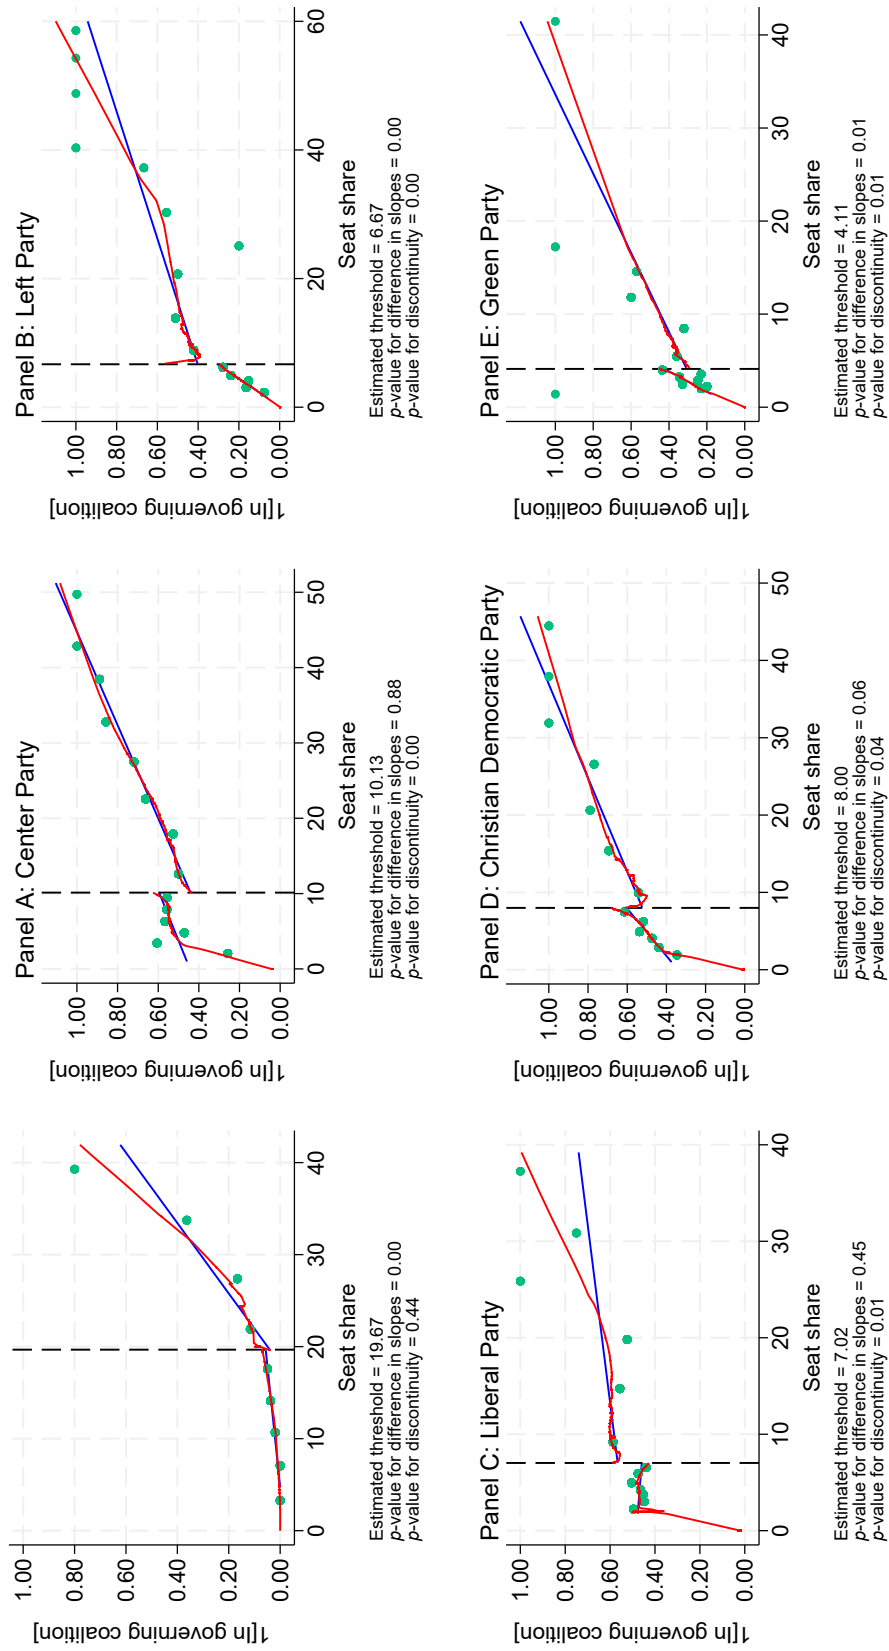 1[In governing coalition]
1.00
0.80
0.60
0.40
0.20
0.00
0 10 20 30 40
Seat share
Estimated threshold = 19.67
p-value for difference in slopes = 0.00
p-value for discontinuity = 0.44
Panel A: Center Party
1[In governing coalition]
1.00
0.80
0.60
0.40
0.20
0.00
0 10 20 30 40 50
Seat share
Estimated threshold = 10.13
p-value for difference in slopes = 0.88
p-value for discontinuity = 0.00
Panel B: Left Party
1[In governing coalition]
1.00
0.80
0.60
0.40
0.20
0.00
0 20 40 60
Seat share
Estimated threshold = 6.67
p-value for difference in slopes = 0.00
p-value for discontinuity = 0.00
Panel C: Liberal Party
1[In governing coalition]
1.00
0.80
0.60
0.40
0.20
0.00
0 10 20 30 40
Seat share
Estimated threshold = 7.02
p-value for difference in slopes = 0.45
p-value for discontinuity = 0.01
Panel D: Christian Democratic Party
1[In governing coalition]
1.00
0.80
0.60
0.40
0.20
0.00
0 10 20 30 40 50
Seat share
Estimated threshold = 8.00
p-value for difference in slopes = 0.06
p-value for discontinuity = 0.04
Panel E: Green Party
1[In governing coalition]
1.00
0.80
0.60
0.40
0.20
0.00
0 10 20 30 40
Seat share
Estimated threshold = 4.11
p-value for difference in slopes = 0.01
p-value for discontinuity = 0.01